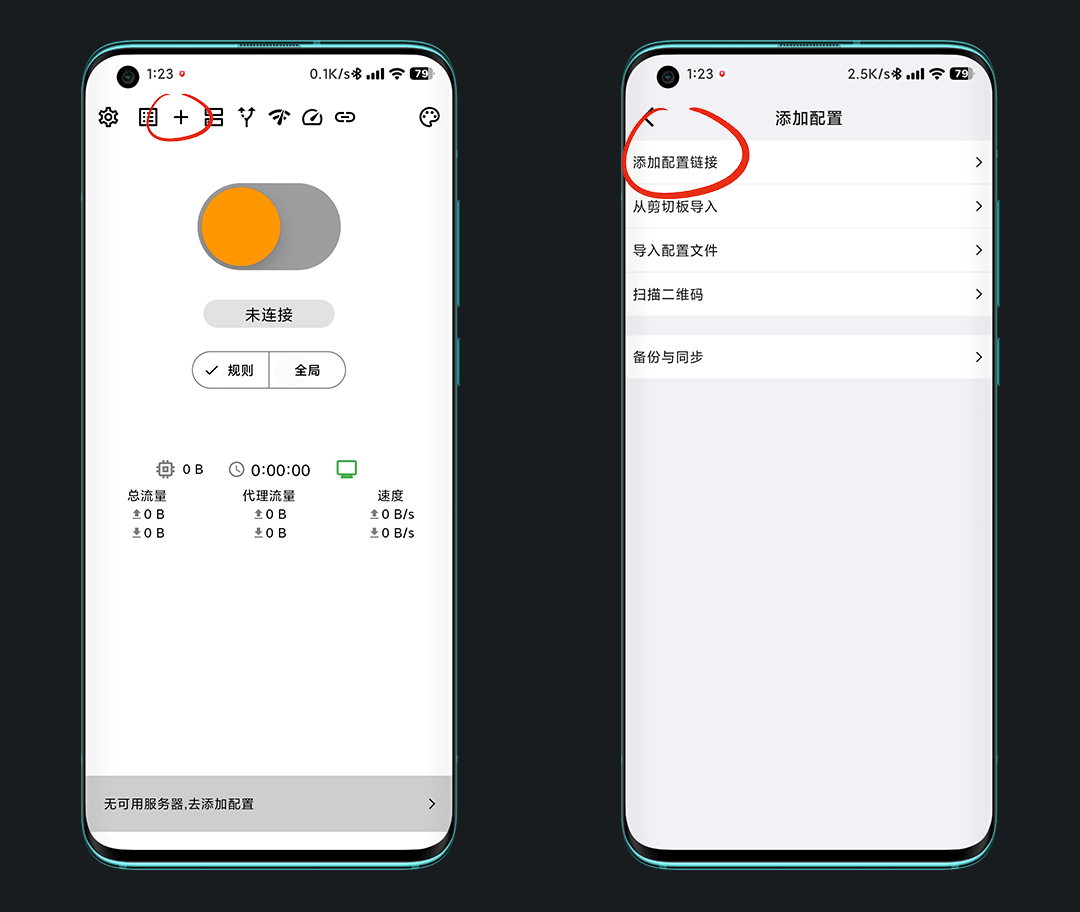 1:23
0.1K/s
79
未连接
规则
全局
0 B
0:00:00
总流量
代理流量
速度
0 B
0 B
0 B/s
0 B
0 B
0 B/s
无可用服务器,去添加配置
1:23
2.5K/s
79
添加配置
添加配置链接
从剪切板导入
导入配置文件
扫描二维码
备份与同步